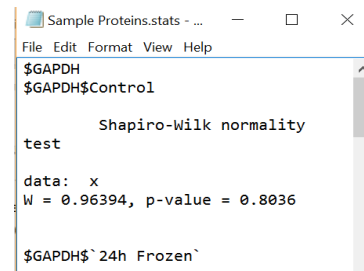 Sample Proteins.stats - ...
File Edit Format View Help
$GAPDH
$GAPDH$Control
Shapiro-Wilk normality
test
data:  x
W = 0.96394, p-value = 0.8036
$GAPDH$`24h Frozen`